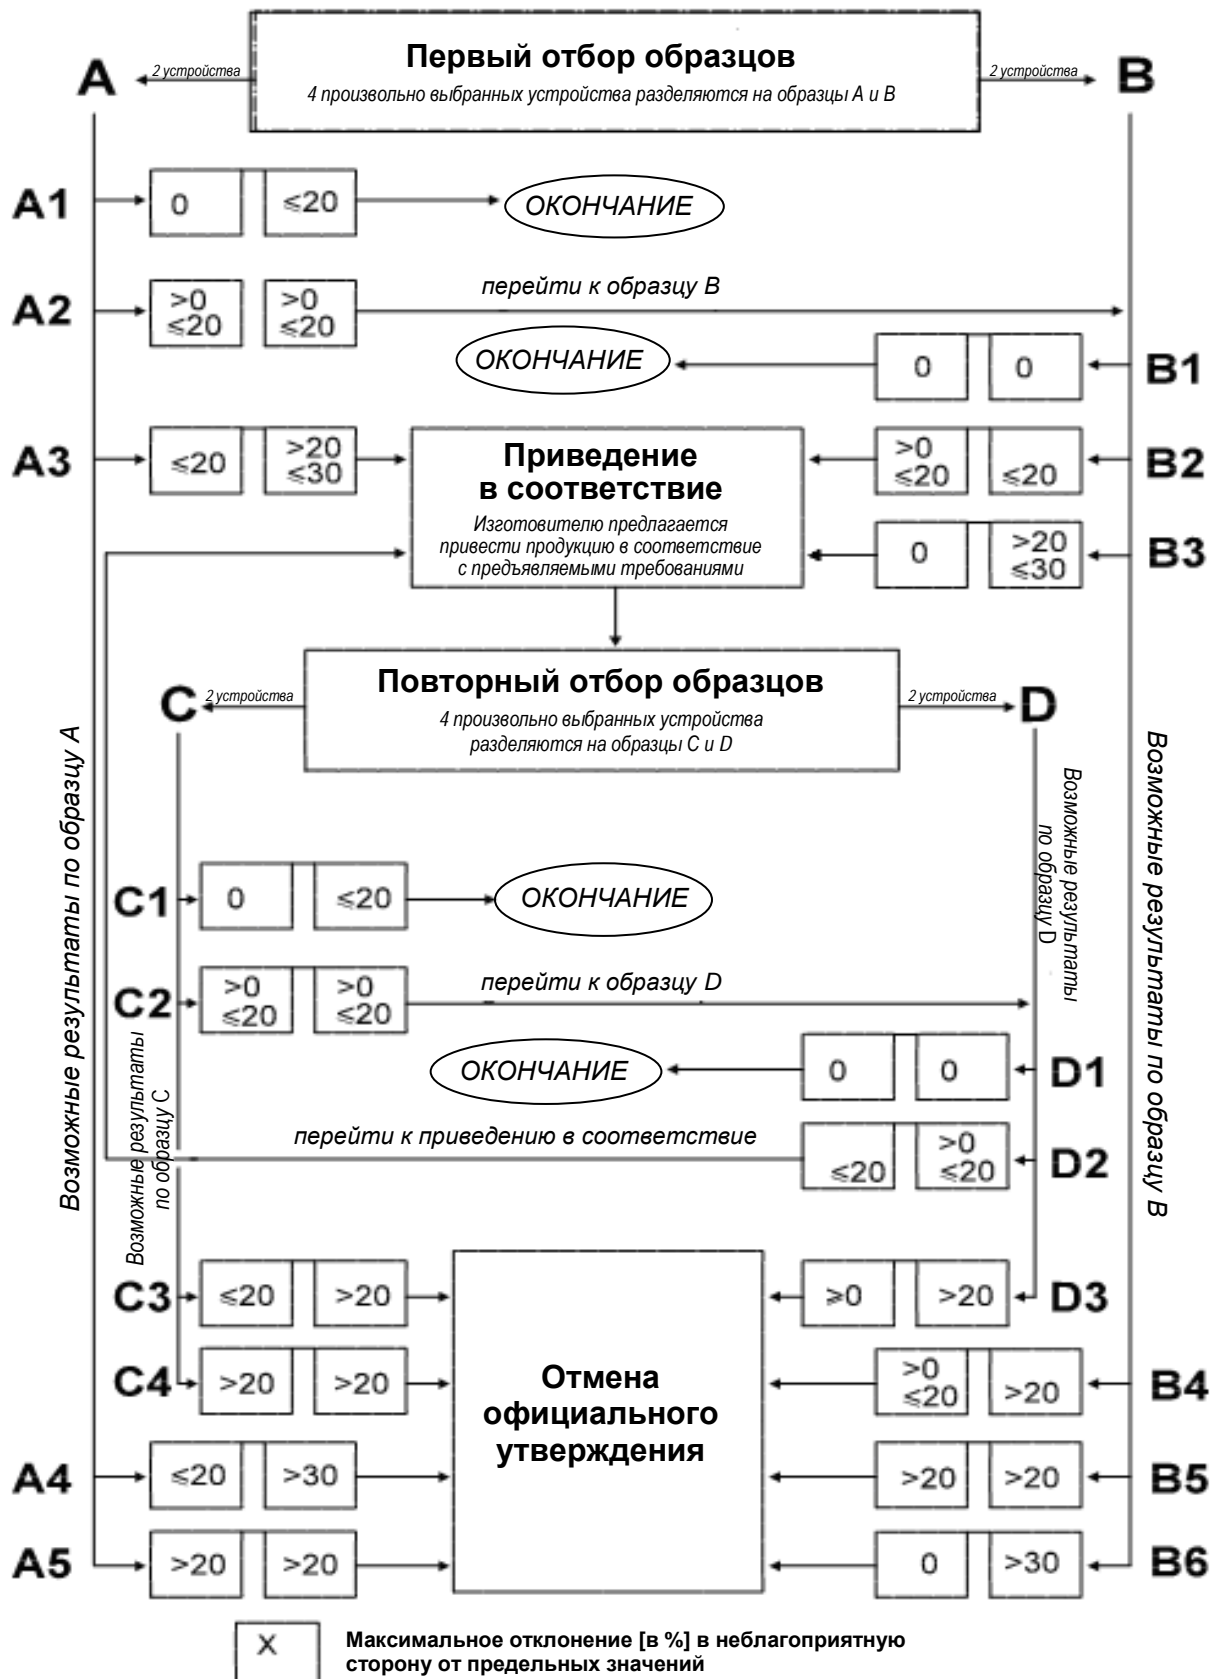 Первый отбор образцов
A
2 устройства
2 устройства
B
4 произвольно выбранных устройства разделяются на образцы A и B
A1
0
≤20
ОКОНЧАНИЕ
A2
>0
≤20
>0
≤20
перейти к образцу B
ОКОНЧАНИЕ
0
0
B1
A3
≤20
>20
≤30
Приведение
в соответствие
Изготовителю предлагается
привести продукцию в соответствие
с предъявляемыми требованиями
>0
≤20
≤20
B2
0
>20
≤30
B3
Повторный отбор образцов
C
2 устройства
2 устройства
D
4 произвольно выбранных устройства
разделяются на образцы C и D
Возможные результаты по образцу A
Возможные результаты
по образцу D
Возможные результаты по образцу B
C1
0
≤20
ОКОНЧАНИЕ
C2
>0
≤20
>0
≤20
перейти к образцу D
Возможные результаты
по образцу C
ОКОНЧАНИЕ
0
0
D1
перейти к приведению в соответствие
≤20
>0
≤20
D2
C3
≤20
>20
≥0
>20
D3
C4
>20
>20
Отмена
официального
утверждения
>0
≤20
>20
B4
A4
≤20
>30
>20
>20
B5
A5
>20
>20
0
>30
B6
X
Максимальное отклонение [в %] в неблагоприятную
сторону от предельных значений